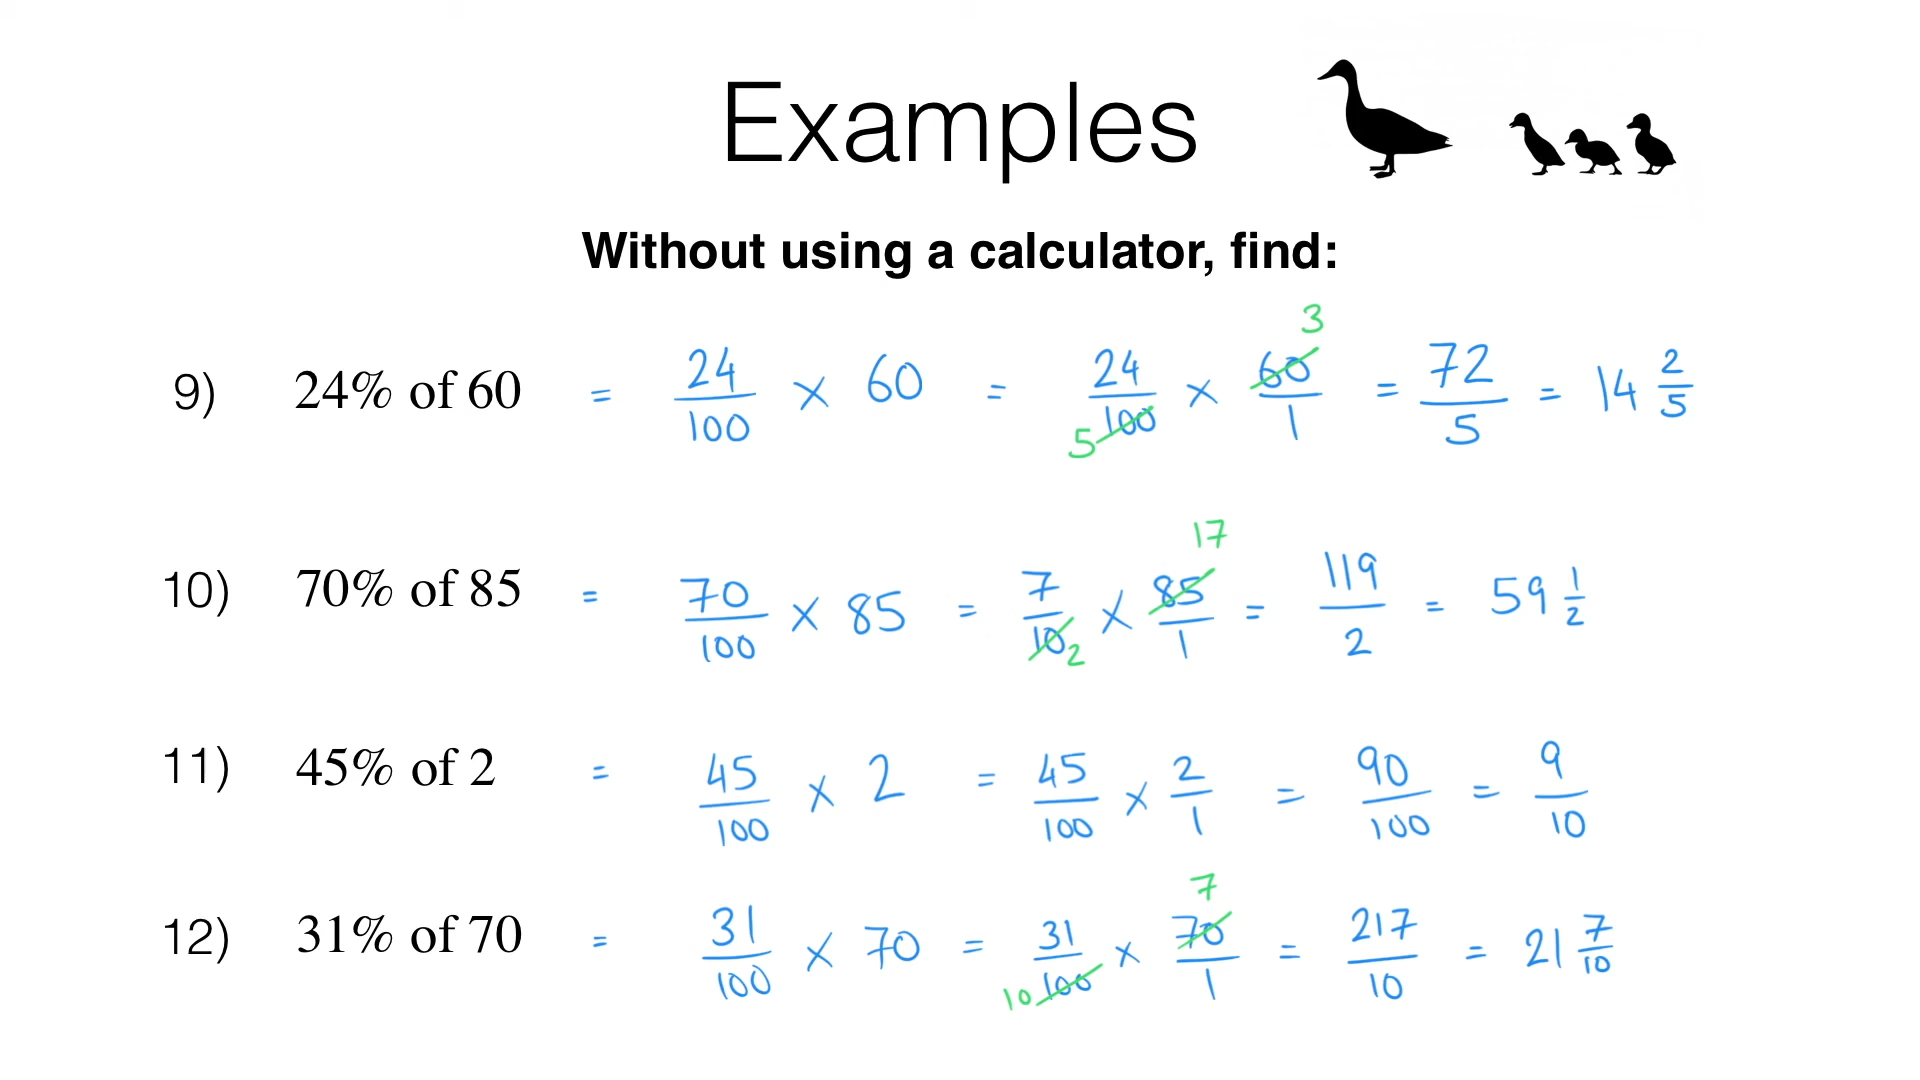 Examples
Without using a calculator, find:
9) 24% of 60 = 24/100 × 60 = 24/100 5 × 60/1 3 = 72/5 = 14 2/5
10) 70% of 85 = 70/100 × 85 = 7/10 2 × 85/1 17 = 119/2 = 59 1/2
11) 45% of 2 = 45/100 × 2 = 45/100 × 2/1 = 90/100 = 9/10
12) 31% of 70 = 31/100 × 70 = 31/100 10 × 70/1 7 = 217/10 = 21 7/10